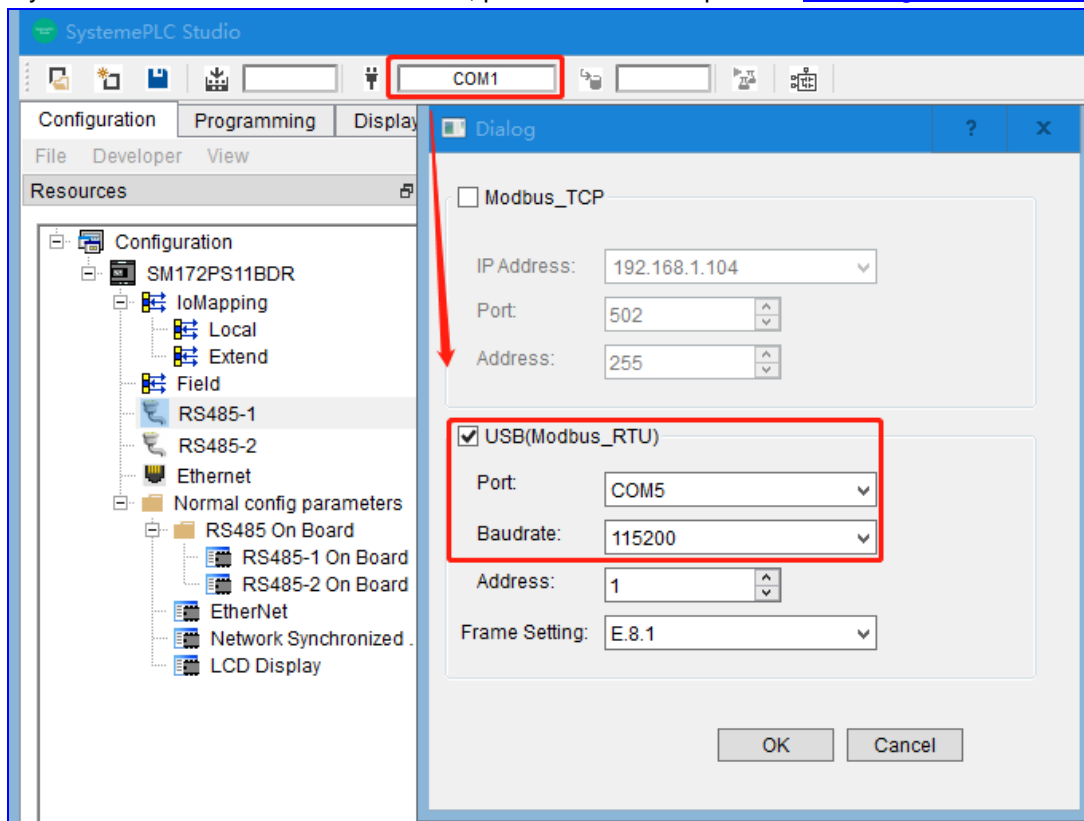 SystemePLC Studio
COM1
Configuration Programming Display
File Developer View
Resources
Configuration
SM172PS11BDR
IoMapping
Local
Extend
Field
RS485-1
RS485-2
Ethernet
Normal config parameters
RS485 On Board
RS485-1 On Board
RS485-2 On Board
EtherNet
Network Synchronized .
LCD Display
Dialog ? x
Modbus_TCP
IP Address: 192.168.1.104
Port: 502
Address: 255
USB(Modbus_RTU)
Port: COM5
Baudrate: 115200
Address: 1
Frame Setting: E.8.1
OK Cancel